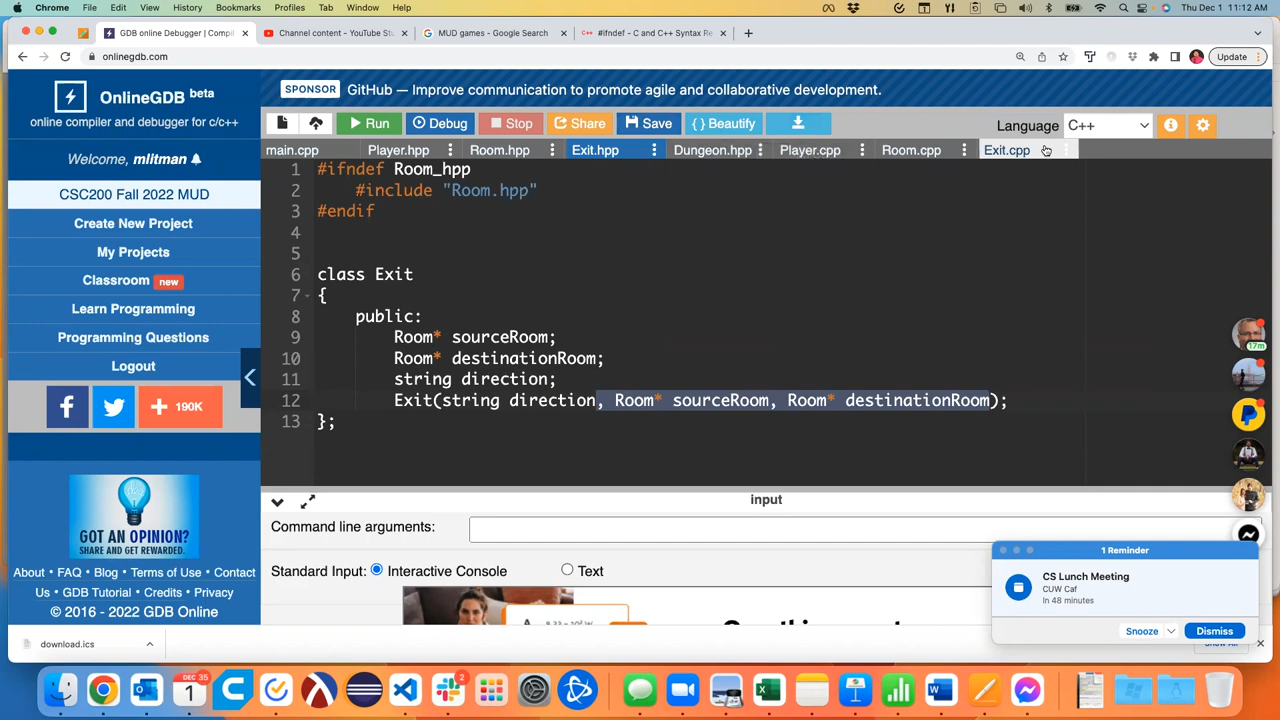 Chrome File Edit View History Bookmarks Profiles Tab Window Help Thu Dec 1 11:12 AM
GDB online Debugger | Compil Channel content - YouTube St MUD games - Google Search #ifndef - C and C++ Syntax Re
onlinegdb.com Update
OnlineGDB beta
online compiler and debugger for c/c++
SPONSOR GitHub — Improve communication to promote agile and collaborative development.
Run Debug Stop Share Save { } Beautify Language C++
main.cpp Player.hpp Room.hpp Exit.hpp Dungeon.hpp Player.cpp Room.cpp Exit.cpp
Welcome, mlitman
CSC200 Fall 2022 MUD
Create New Project
My Projects
Classroom new
Learn Programming
Programming Questions
Logout
190K
GOT AN OPINION?
SHARE AND GET REWARDED.
About • FAQ • Blog • Terms of Use • Contact
Us • GDB Tutorial • Credits • Privacy
© 2016 - 2022 GDB Online
1 #ifndef Room_hpp
2 #include "Room.hpp"
3 #endif
4
5
6 class Exit
7 {
8 public:
9 Room* sourceRoom;
10 Room* destinationRoom;
11 string direction;
12 Exit(string direction, Room* sourceRoom, Room* destinationRoom);
13 };
17m
input
Command line arguments:
Standard Input: Interactive Console Text
1 Reminder
CS Lunch Meeting
CUW Caf
In 48 minutes
Snooze Dismiss
download.ics
DEC 35
1
2